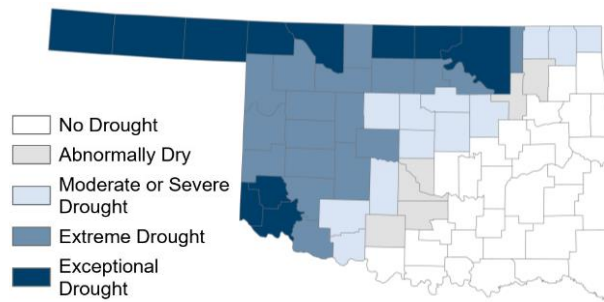 No Drought
Abnormally Dry
Moderate or Severe
Drought
Extreme Drought
Exceptional
Drought